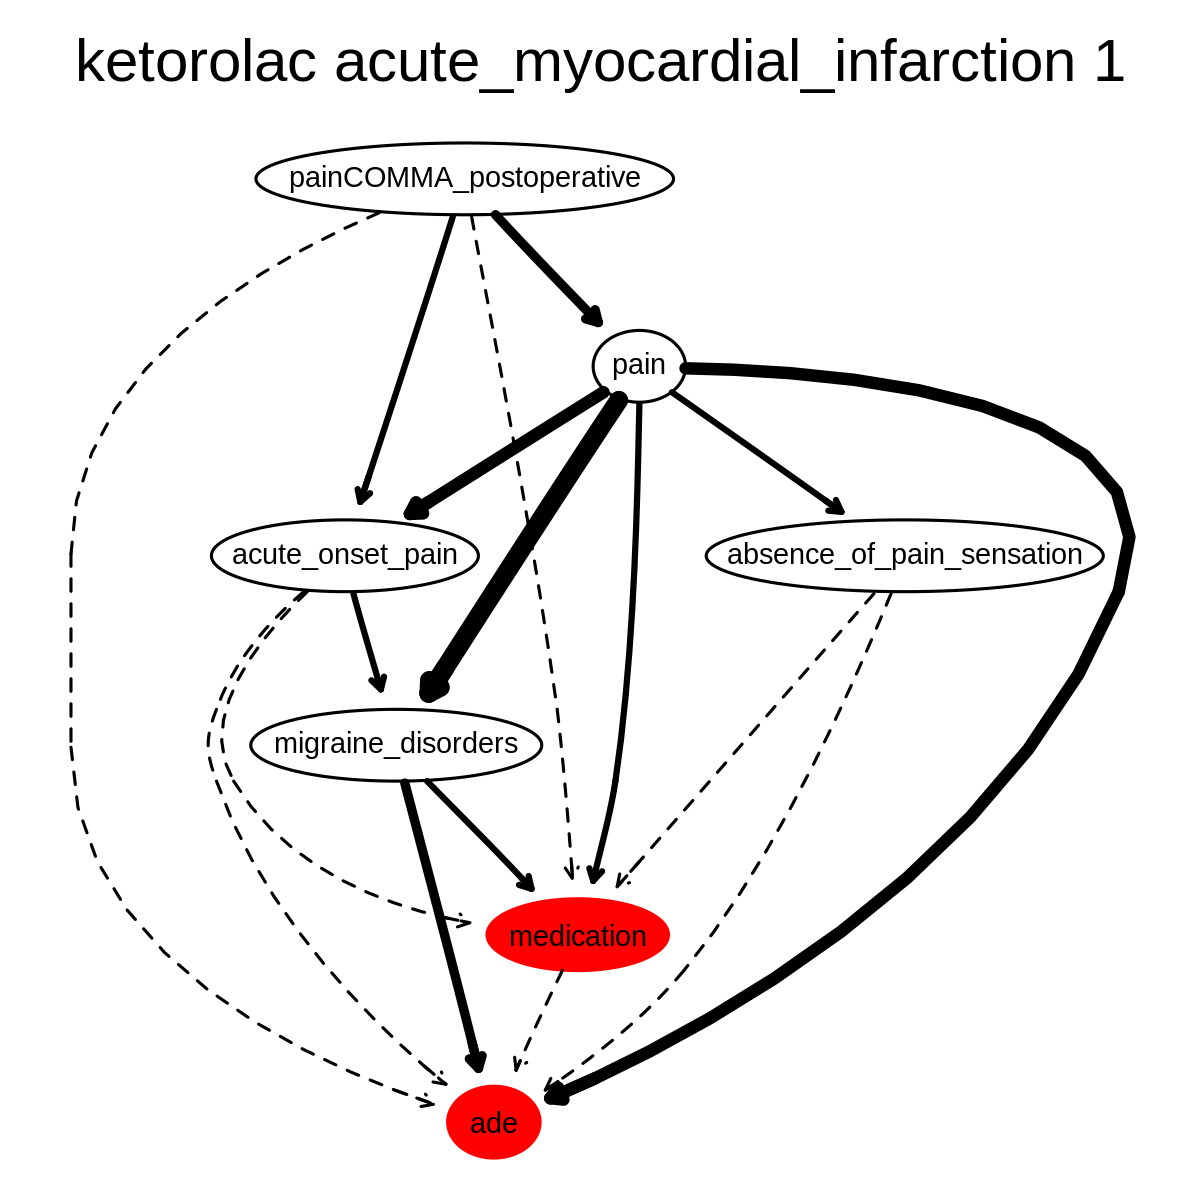 ketorolac acute_myocardial_infarction 1
painCOMMA_postoperative
pain
acute_onset_pain
absence_of_pain_sensation
migraine_disorders
medication
ade